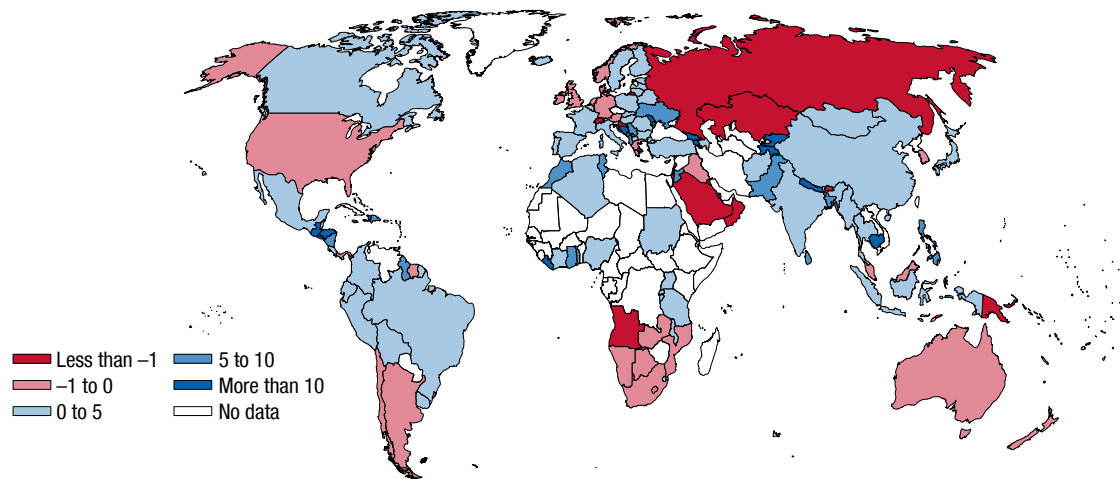 Less than –1
–1 to 0
0 to 5
5 to 10
More than 10
No data